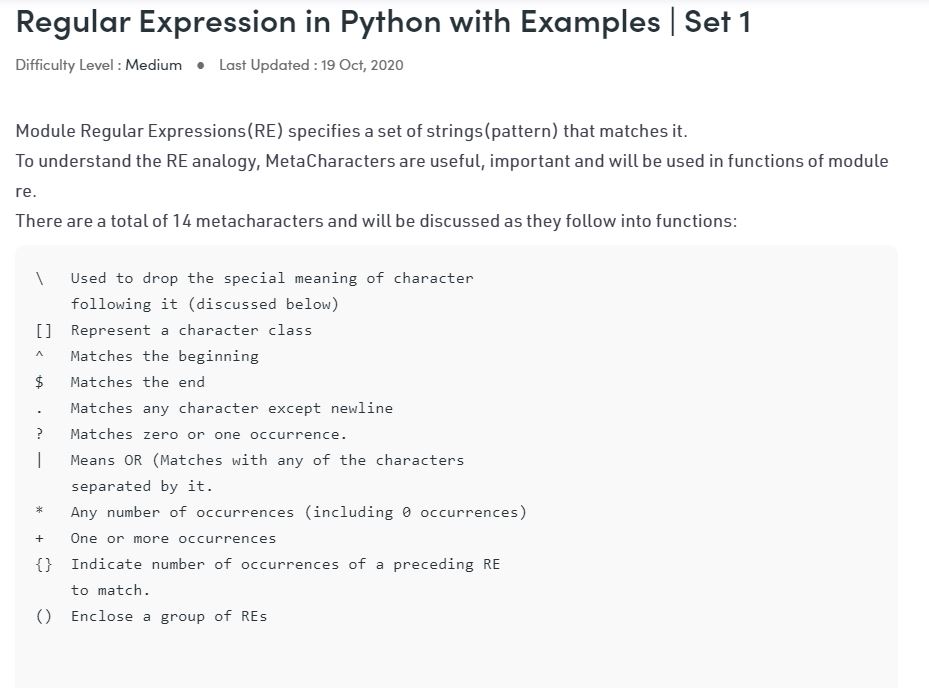 Regular Expression in Python with Examples | Set 1
Difficulty Level : Medium ● Last Updated : 19 Oct, 2020
Module Regular Expressions(RE) specifies a set of strings(pattern) that matches it.
To understand the RE analogy, MetaCharacters are useful, important and will be used in functions of module
re.
There are a total of 14 metacharacters and will be discussed as they follow into functions:
\ Used to drop the special meaning of character
following it (discussed below)
[] Represent a character class
^ Matches the beginning
$ Matches the end
. Matches any character except newline
? Matches zero or one occurrence.
| Means OR (Matches with any of the characters
separated by it.
* Any number of occurrences (including 0 occurrences)
+ One or more occurrences
{} Indicate number of occurrences of a preceding RE
to match.
() Enclose a group of REs